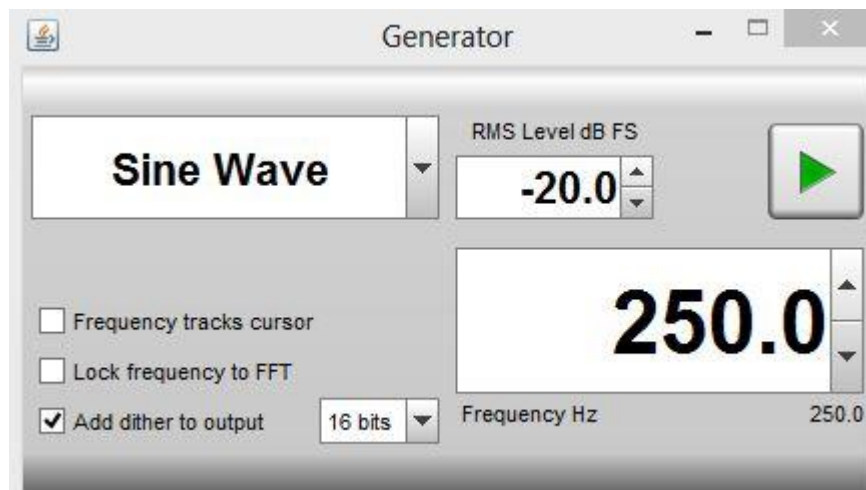 Generator
RMS Level dB FS
Sine Wave
-20.0
250.0
Frequency tracks cursor
Lock frequency to FFT
Add dither to output
16 bits
Frequency Hz
250.0